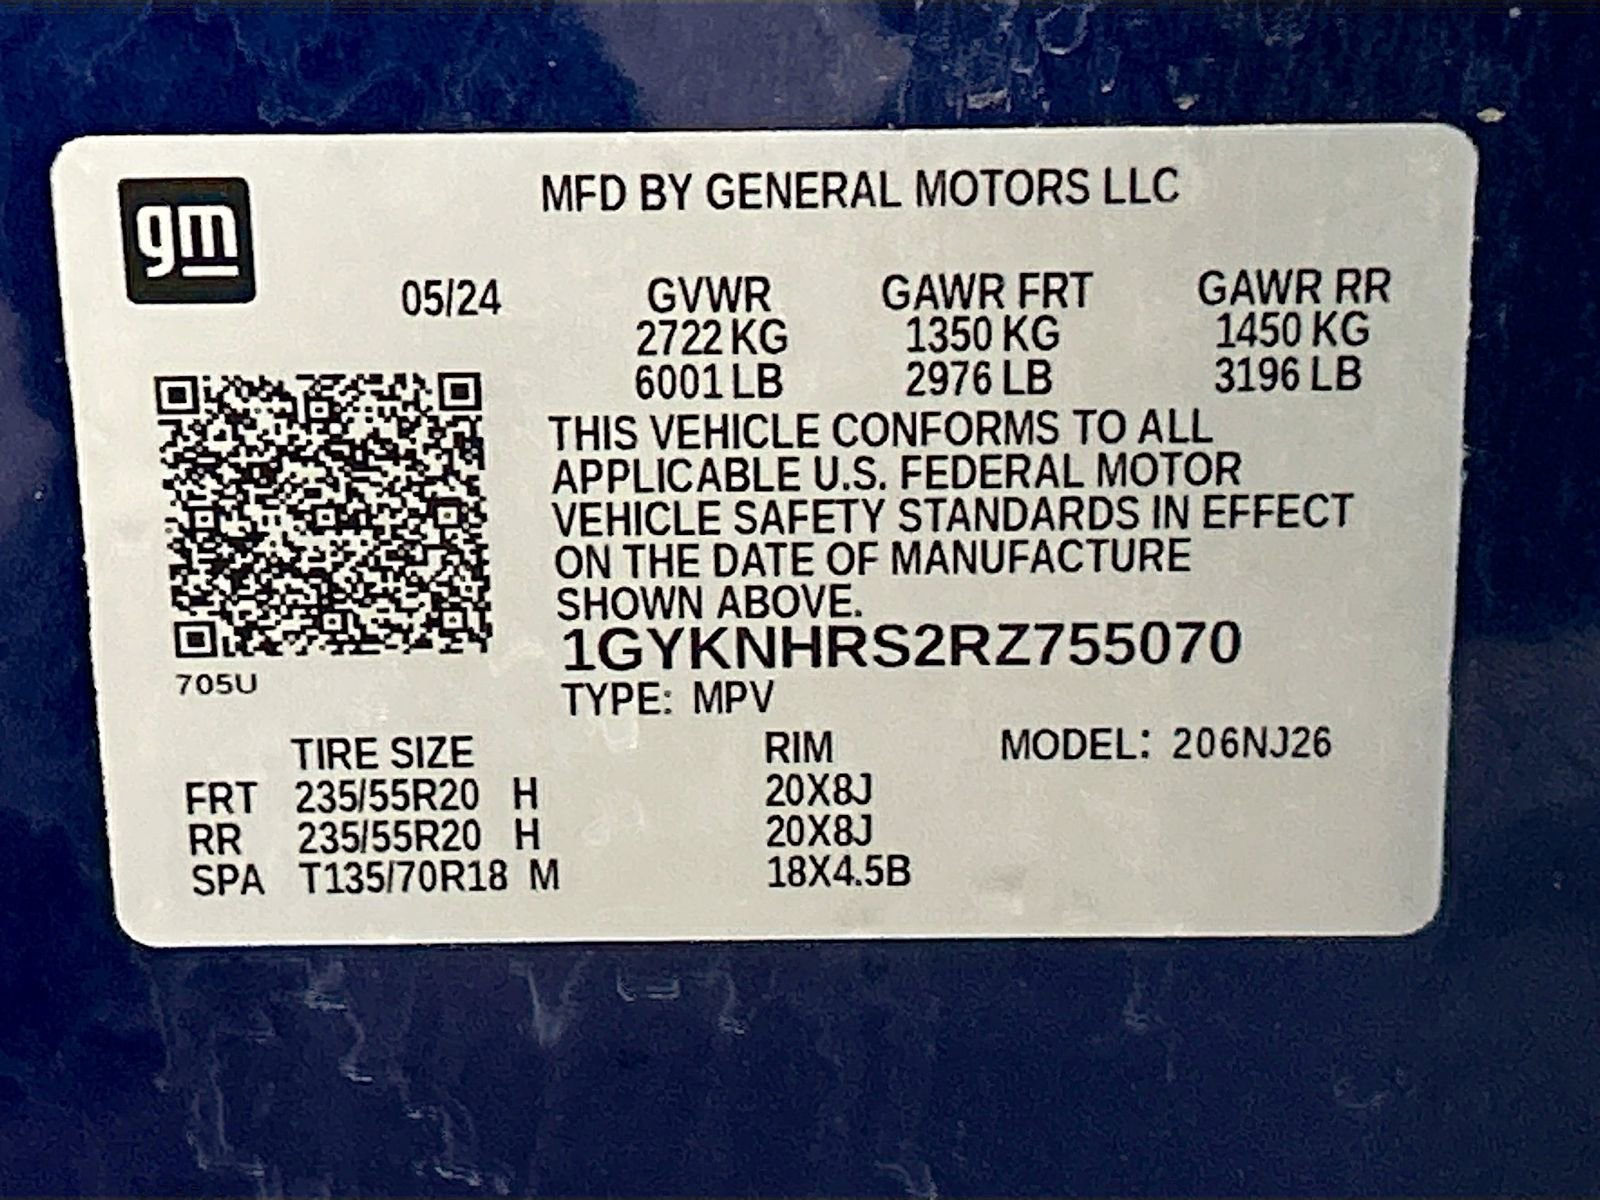 gm
MFD BY GENERAL MOTORS LLC
05/24 GVWR GAWR FRT GAWR RR
2722 KG 1350 KG 1450 KG
6001 LB 2976 LB 3196 LB
THIS VEHICLE CONFORMS TO ALL
APPLICABLE U.S. FEDERAL MOTOR
VEHICLE SAFETY STANDARDS IN EFFECT
ON THE DATE OF MANUFACTURE
SHOWN ABOVE.
1GYKNHRS2RZ755070
705U
TYPE: MPV
TIRE SIZE RIM MODEL: 206NJ26
FRT 235/55R20 H 20X8J
RR 235/55R20 H 20X8J
SPA T135/70R18 M 18X4.5B